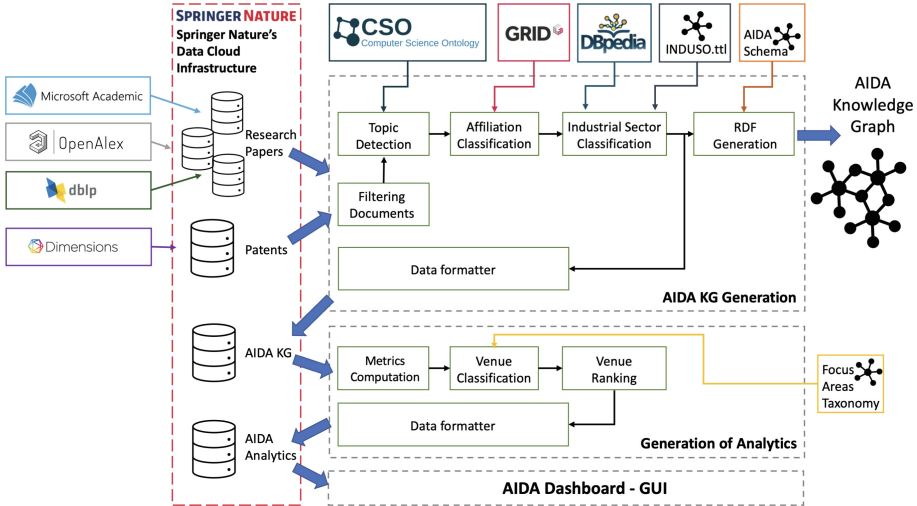 SPRINGER NATURE
Springer Nature's
Data Cloud
Infrastructure
CSO
Computer Science Ontology
GRID
DBpedia
INDUSO.ttl
AIDA
Schema
Microsoft Academic
OpenAlex
dblp
Dimensions
Research
Papers
Patents
AIDA KG
AIDA
Analytics
Topic
Detection
Affiliation
Classification
Industrial Sector
Classification
RDF
Generation
Filtering
Documents
Data formatter
AIDA KG Generation
AIDA
Knowledge
Graph
Metrics
Computation
Venue
Classification
Venue
Ranking
Data formatter
Generation of Analytics
Focus
Areas
Taxonomy
AIDA Dashboard - GUI